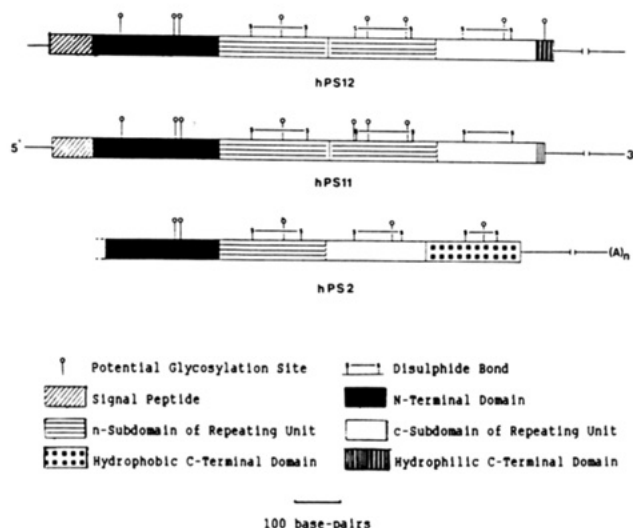 hPS12
5' 3
hPS11
(A)n
hPS2
Potential Glycosylation Site Disulphide Bond
Signal Peptide N-Terminal Domain
n-Subdomain of Repeating Unit c-Subdomain of Repeating Unit
Hydrophobic C-Terminal Domain Hydrophilic C-Terminal Domain
100 base-pairs